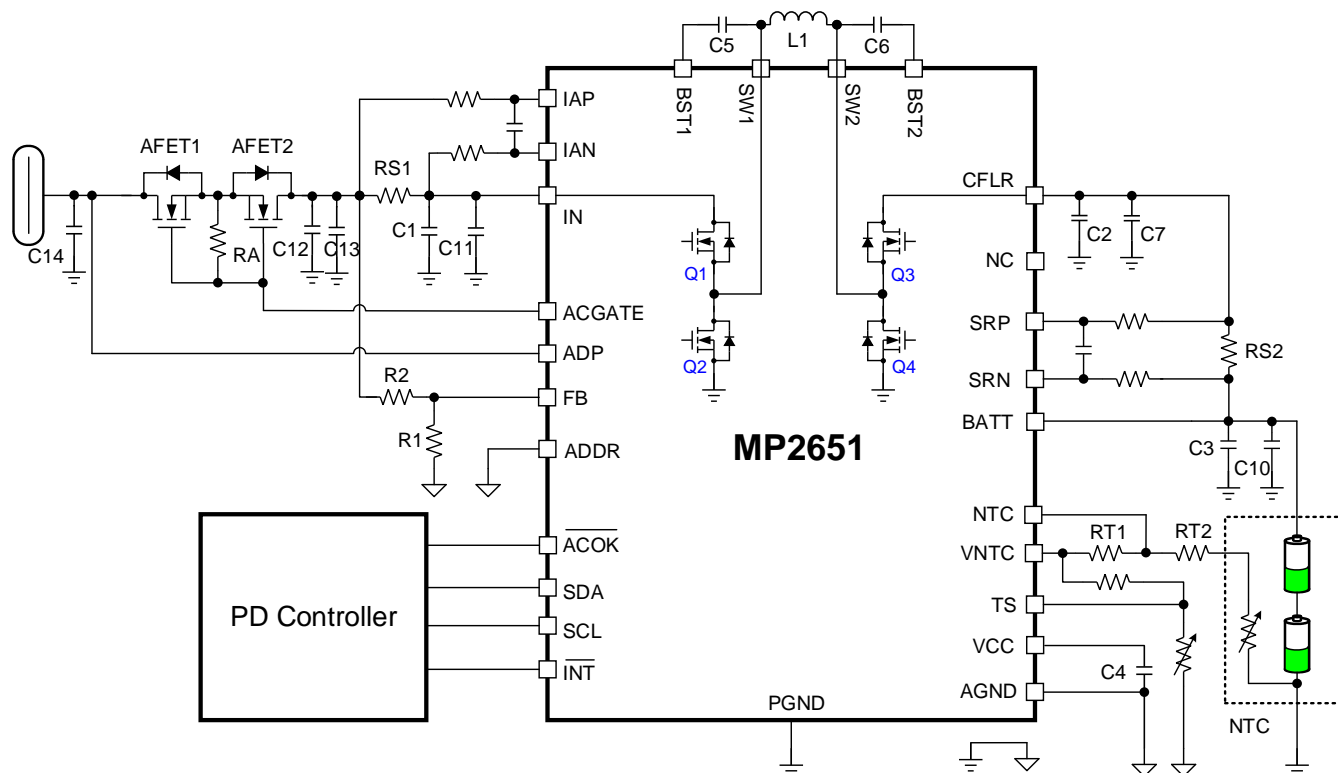 C5
L1
C6
BST1
SW1
SW2
BST2
IAP
AFET1
AFET2
IAN
RS1
CFLR
IN
C14
RA
C12
C13
C1
C11
C2
C7
Q1
Q3
NC
ACGATE
SRP
ADP
RS2
Q2
Q4
SRN
R2
FB
BATT
R1
ADDR
MP2651
C3
C10
NTC
RT1
RT2
ACOK
VNTC
SDA
TS
PD Controller
SCL
VCC
INT
C4
AGND
PGND
NTC